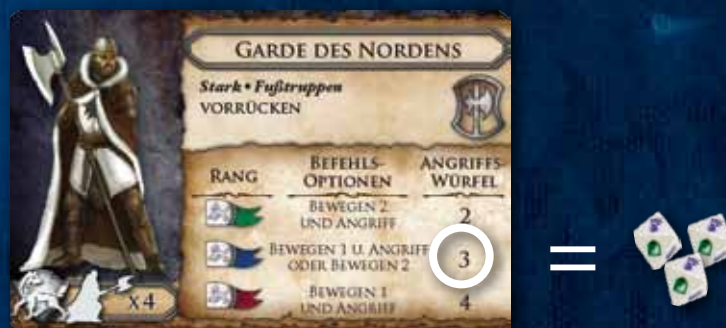 GARDE DES NORDENS
Stark • Fußtruppen
VORRÜCKEN
RANG
BEFEHLS-
OPTIONEN
ANGRIFFS-
WÜRFEL
BEWEGEN 2
UND ANGRIFF
2
BEWEGEN 1 U. ANGRIFF
ODER BEWEGEN 2
3
BEWEGEN 1
UND ANGRIFF
4
x4
=